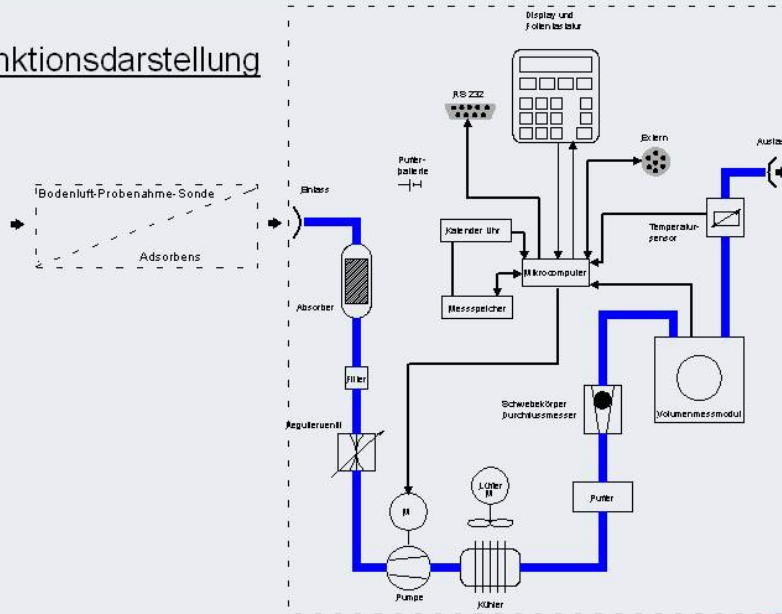 nktionsdarstellung
Display und
Folientastatur
RS 232
Extern
Puffer-
batterie
Bodenluft-Probenahme-Sonde
Adsorbens
Einlass
Kalender Uhr
Temperatur-
sensor
Mikrocomputer
Messspeicher
Absorber
Filter
Schwebekörper
Durchflussmesser
Volumenmessmodul
Regulierventil
Lüfter
M
M
Puffer
Pumpe
Kühler